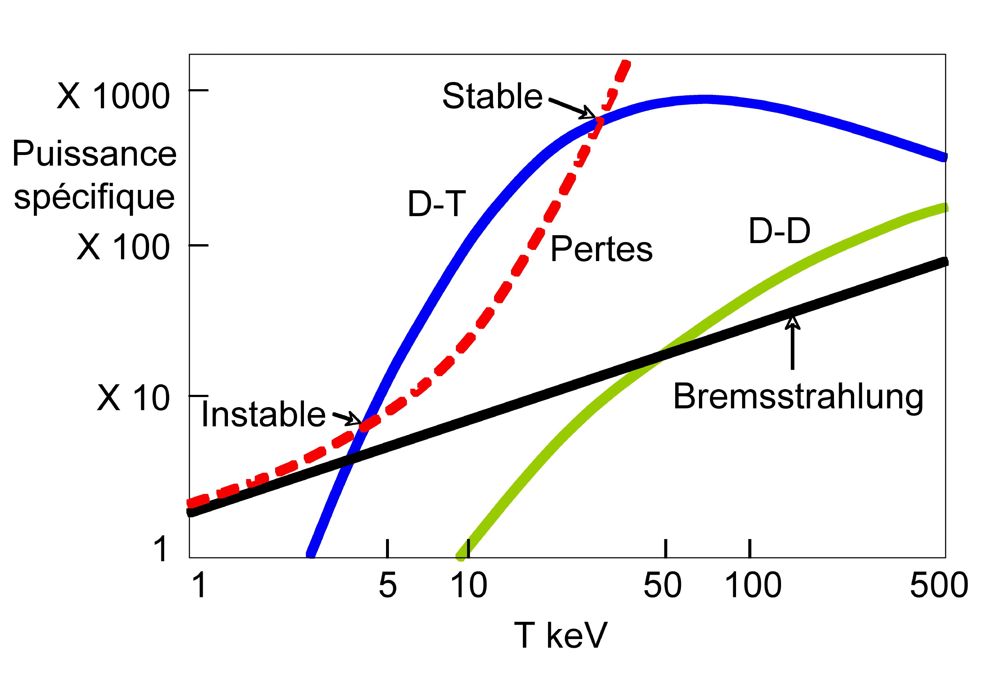 X 1000
Stable
Puissance
spécifique
D-T
D-D
X 100
Pertes
X 10
Instable
Bremsstrahlung
1
1 5 10 50 100 500
T keV